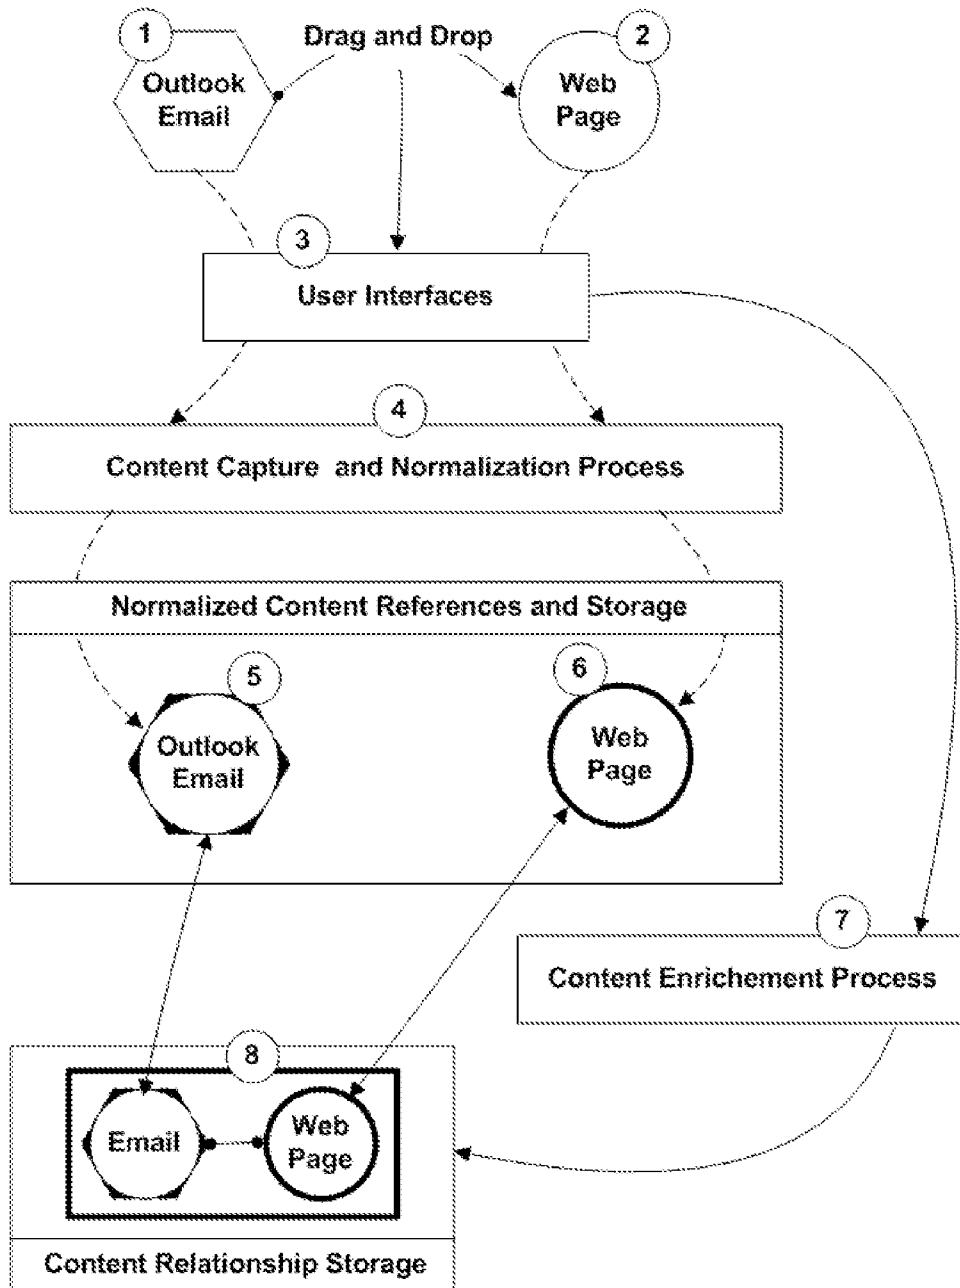 1
Drag and Drop
2
Outlook
Email
Web
Page
3
User Interfaces
4
Content Capture and Normalization Process
Normalized Content References and Storage
5
6
Outlook
Email
Web
Page
7
Content Enrichement Process
8
Email
Web
Page
Content Relationship Storage